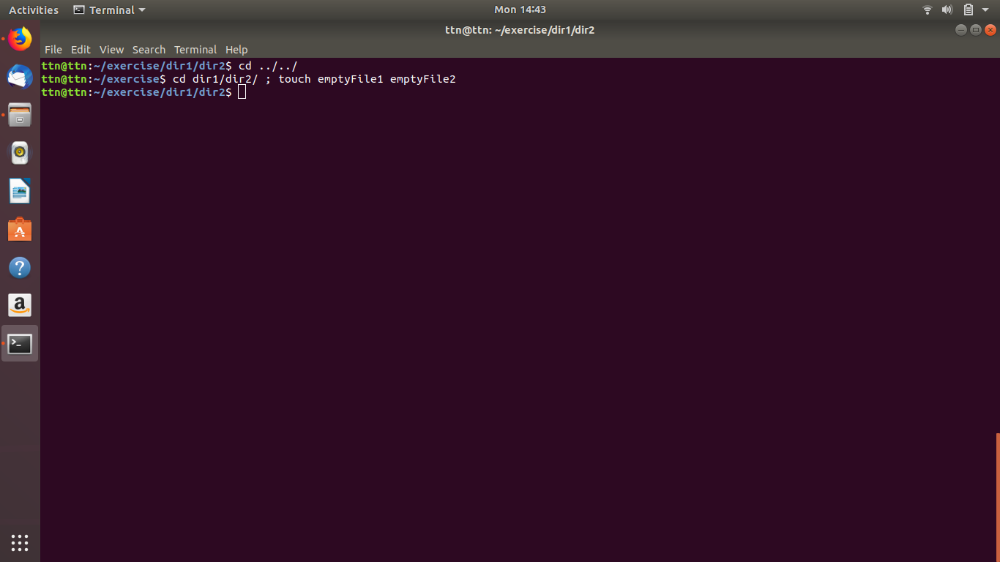 Activities Terminal Mon 14:43
ttn@ttn: ~/exercise/dir1/dir2
File Edit View Search Terminal Help
ttn@ttn:~/exercise/dir1/dir2$ cd ../../
ttn@ttn:~/exercise$ cd dir1/dir2/ ; touch emptyFile1 emptyFile2
ttn@ttn:~/exercise/dir1/dir2$